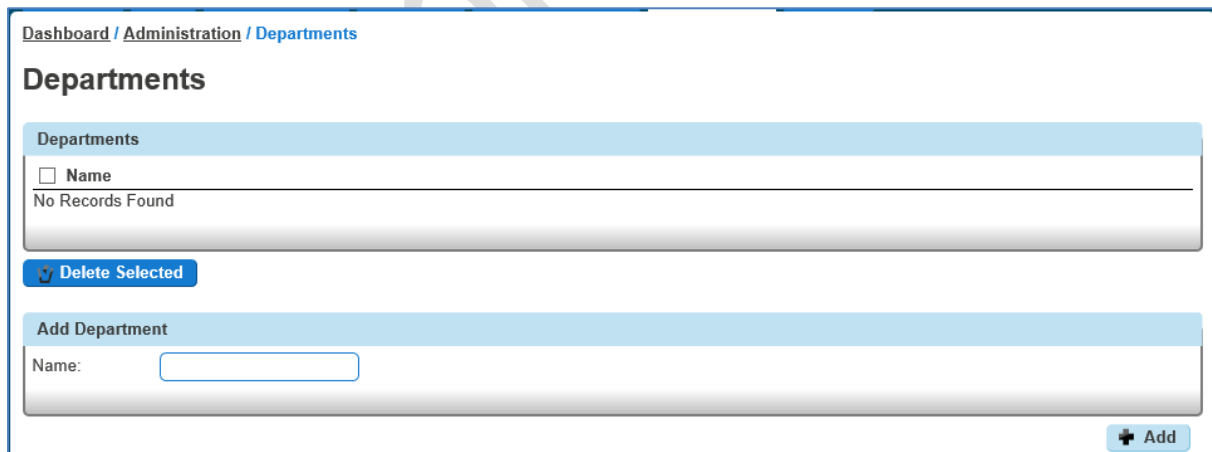 Dashboard / Administration / Departments
Departments
Departments
Name
No Records Found
Delete Selected
Add Department
Name:
Add